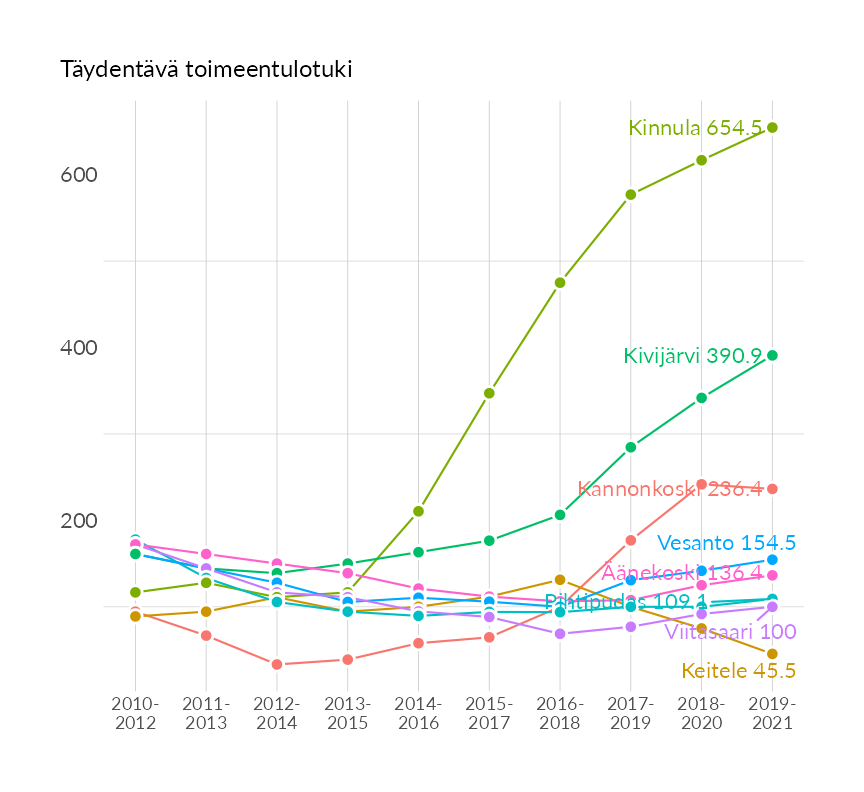 Täydentävä toimeentulotuki
Kinnula 654.5
600
Kivijärvi 390.9
400
Kannonkoski 236.4
200
Vesanto 154.5
Äänekoski 136.4
Pihtipudas 109.1
Viitasaari 100
Keitele 45.5
2010- 2011- 2012- 2013- 2014- 2015- 2016- 2017- 2018- 2019-
2012 2013 2014 2015 2016 2017 2018 2019 2020 2021